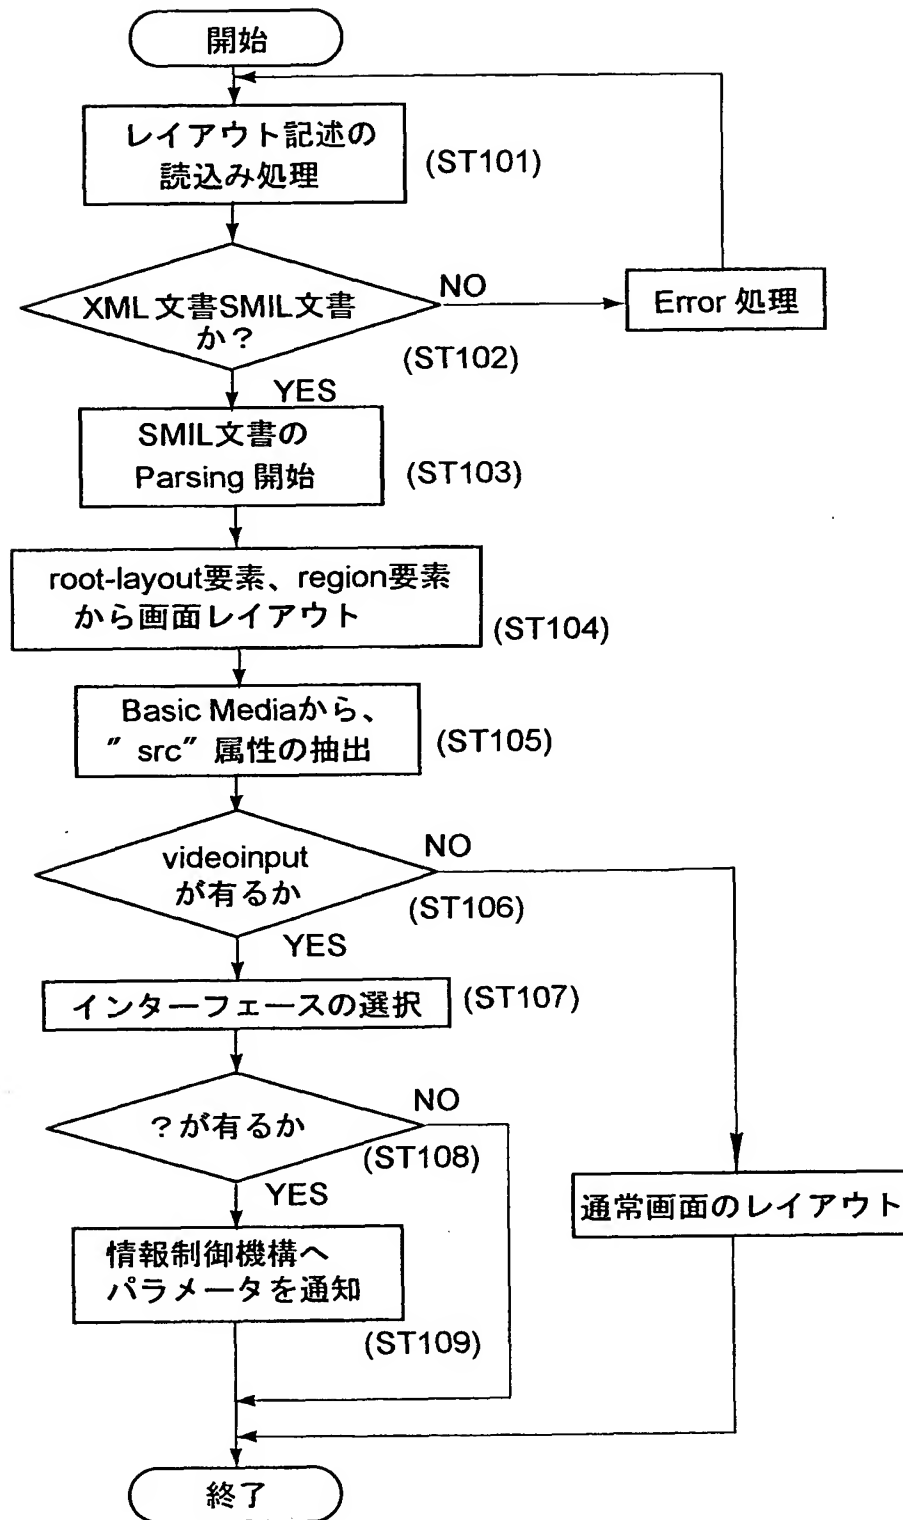 開始
レイアウト記述の
読込み処理
(ST101)
XML 文書SMIL文書
か？
NO
(ST102)
Error 処理
YES
SMIL文書の
Parsing 開始
(ST103)
root-layout要素、region要素
から画面レイアウト
(ST104)
Basic Mediaから、
″ src″ 属性の抽出
(ST105)
videoinput
が有るか
NO
(ST106)
YES
インターフェースの選択
(ST107)
？が有るか
NO
(ST108)
YES
通常画面のレイアウト
情報制御機構へ
パラメータを通知
(ST109)
終了